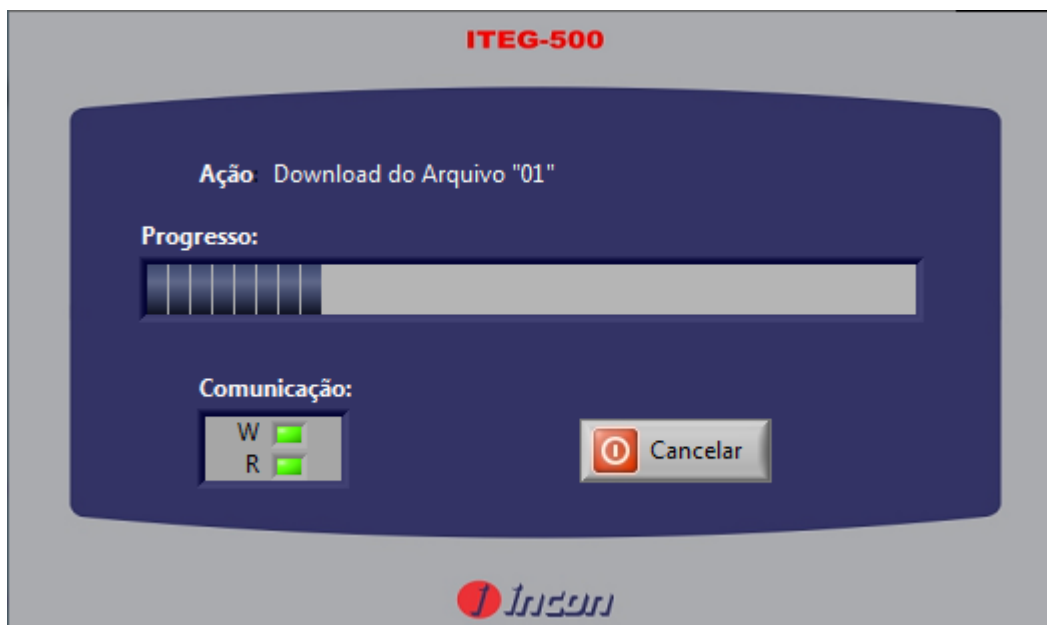 ITEG-500
Ação: Download do Arquivo "01"
Progresso:
Comunicação:
W
R
Cancelar
incon